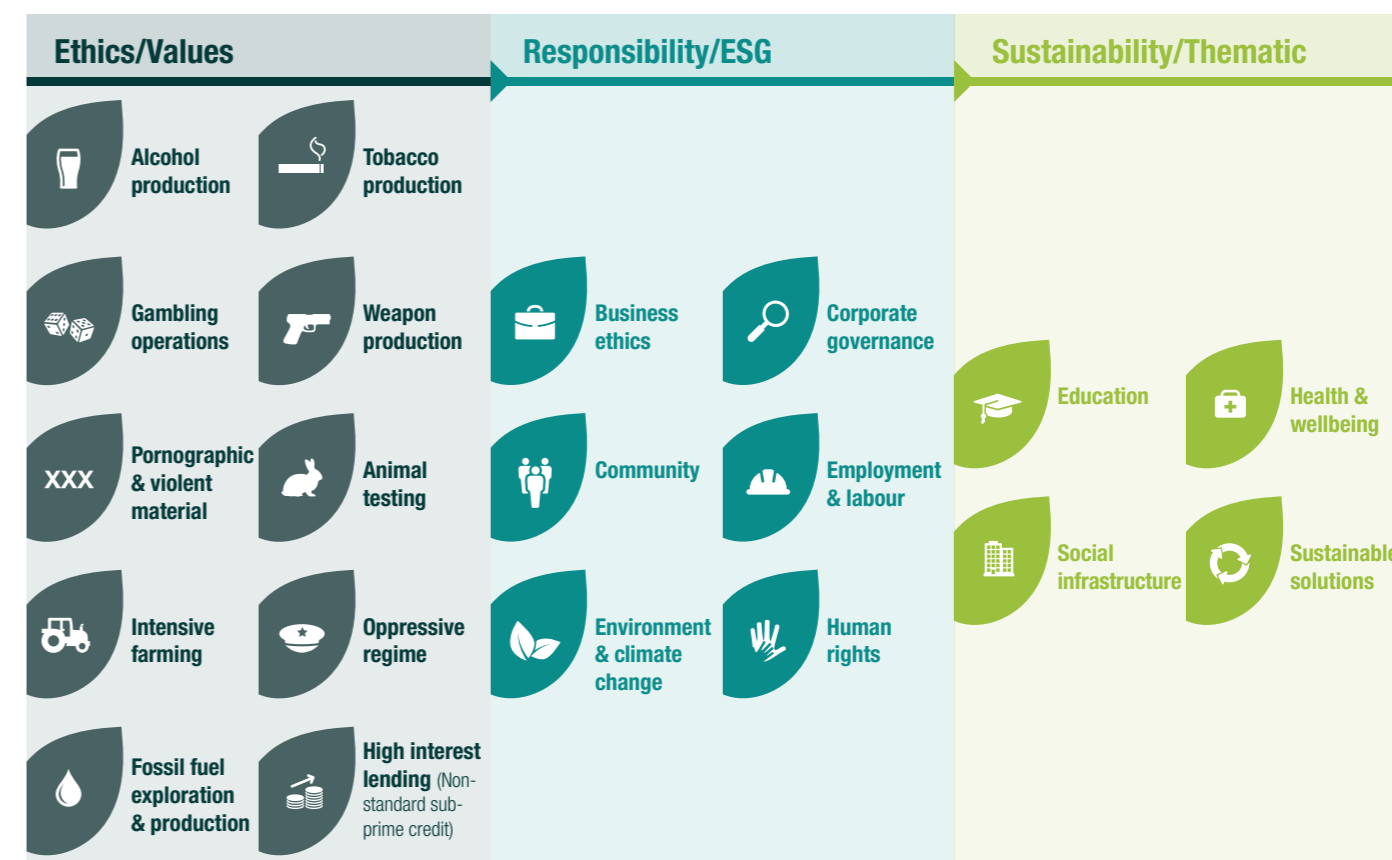 Ethics/Values
Responsibility/ESG
Sustainability/Thematic
Alcohol
production
Tobacco
production
Gambling
operations
Weapon
production
XXX
Pornographic
& violent
material
Animal
testing
Intensive
farming
Oppressive
regime
Fossil fuel
exploration
& production
High interest
lending (Non-
standard sub-
prime credit)
Business
ethics
Corporate
governance
Community
Employment
& labour
Environment
& climate
change
Human
rights
Education
Health &
wellbeing
Social
infrastructure
Sustainable
solutions